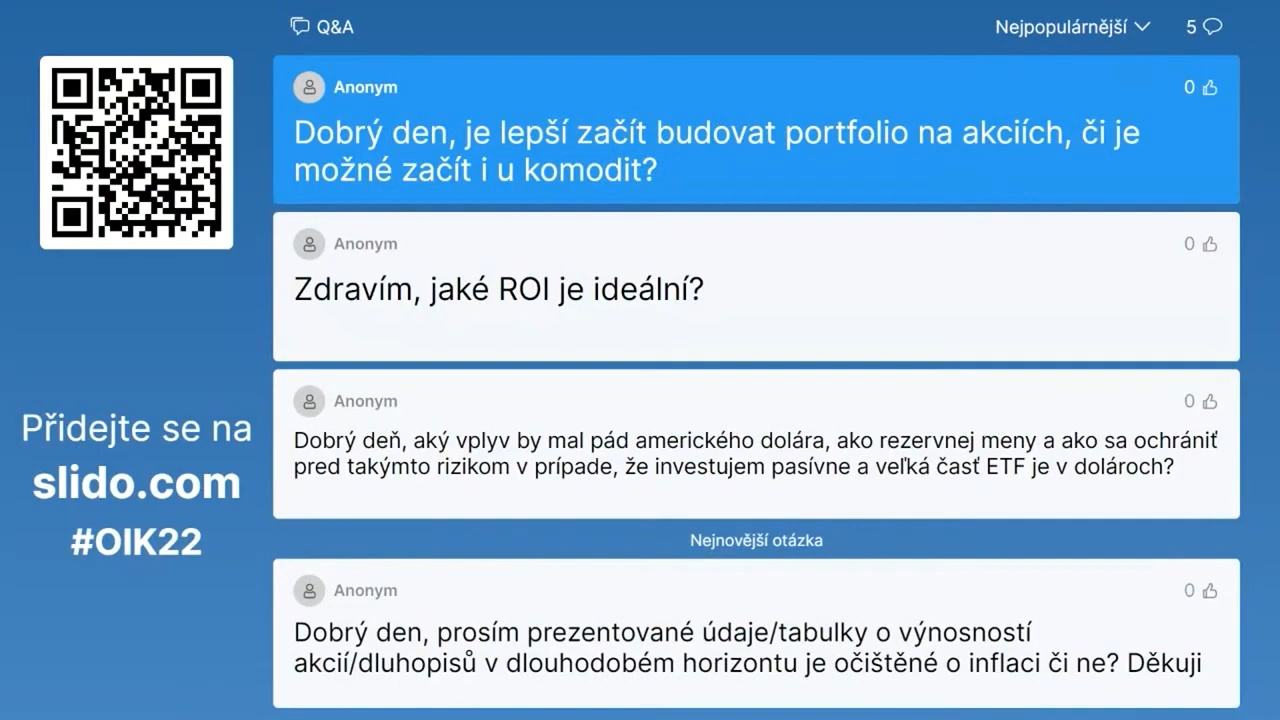 Q&A
Nejpopulárnější
5
Anonym
0
Dobrý den, je lepší začít budovat portfolio na akciích, či je
možné začít i u komodit?
Anonym
0
Zdravím, jaké ROI je ideální?
Anonym
0
Dobrý deň, aký vplyv by mal pád amerického dolára, ako rezervnej meny a ako sa ochrániť
pred takýmto rizikom v prípade, že investujem pasívne a veľká časť ETF je v dolároch?
Nejnovější otázka
Anonym
0
Dobrý den, prosím prezentované údaje/tabulky o výnosností
akcií/dluhopisů v dlouhodobém horizontu je očištěné o inflaci či ne? Děkuji
Přidejte se na
slido.com
#OIK22